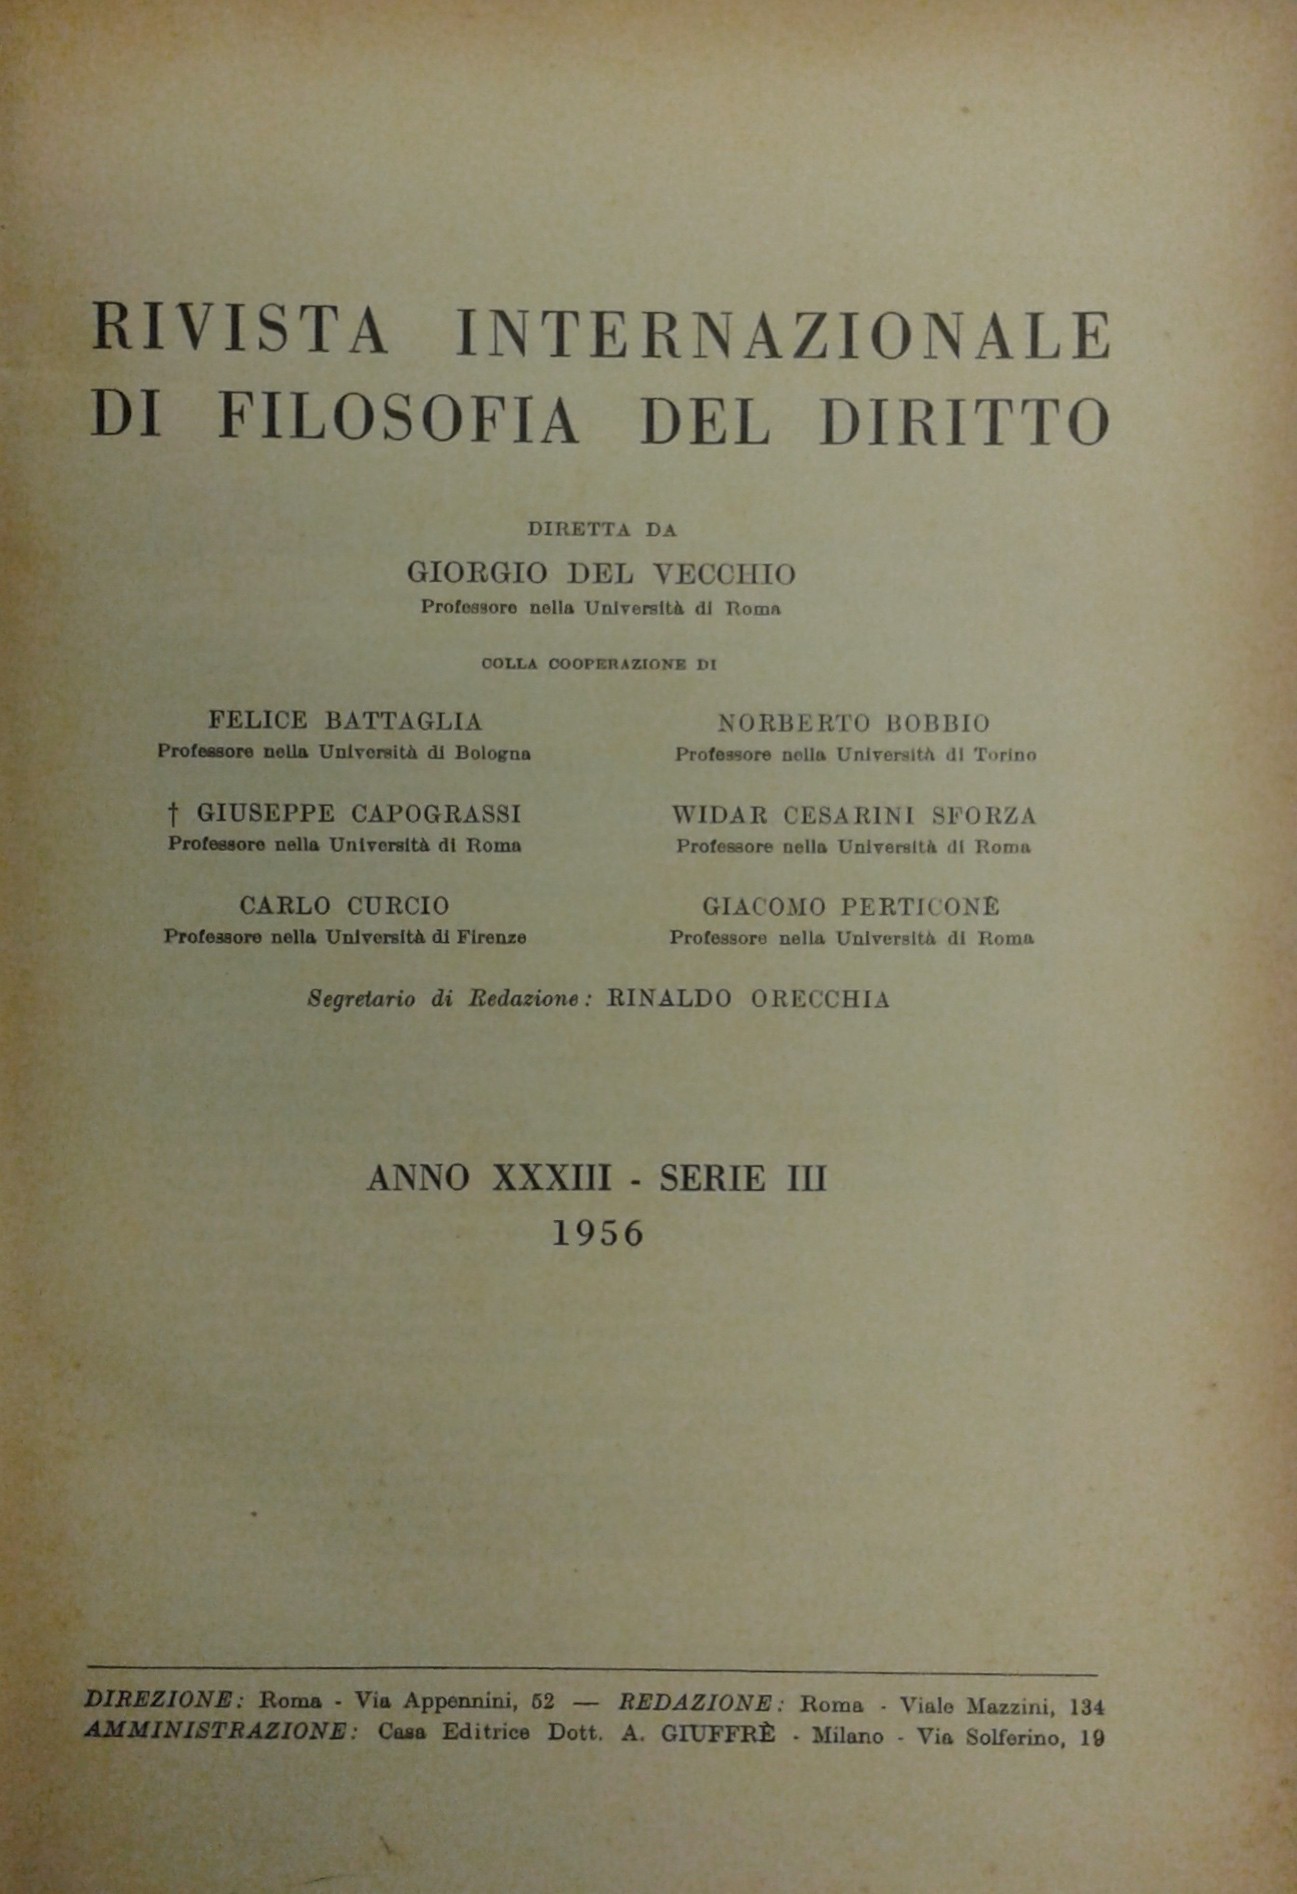 RIVISTA INTERNAZIONALE
DI FILOSOFIA DEL DIRITTO
DIRETTA DA
GIORGIO DEL VECCHIO
Professore nella Università di Roma
COLLA COOPERAZIONE DI
FELICE BATTAGLIA
Professore nella Università di Bologna
NORBERTO BOBBIO
Professore nella Università di Torino
† GIUSEPPE CAPOGRASSI
Professore nella Università di Roma
WIDAR CESARINI SFORZA
Professore nella Università di Roma
CARLO CURCIO
Professore nella Università di Firenze
GIACOMO PERTICONE
Professore nella Università di Roma
Segretario di Redazione: RINALDO ORECCHIA
ANNO XXXIII - SERIE III
1956
DIREZIONE: Roma - Via Appennini, 52 — REDAZIONE: Roma - Viale Mazzini, 134
AMMINISTRAZIONE: Casa Editrice Dott. A. GIUFFRÈ - Milano - Via Solferino, 19